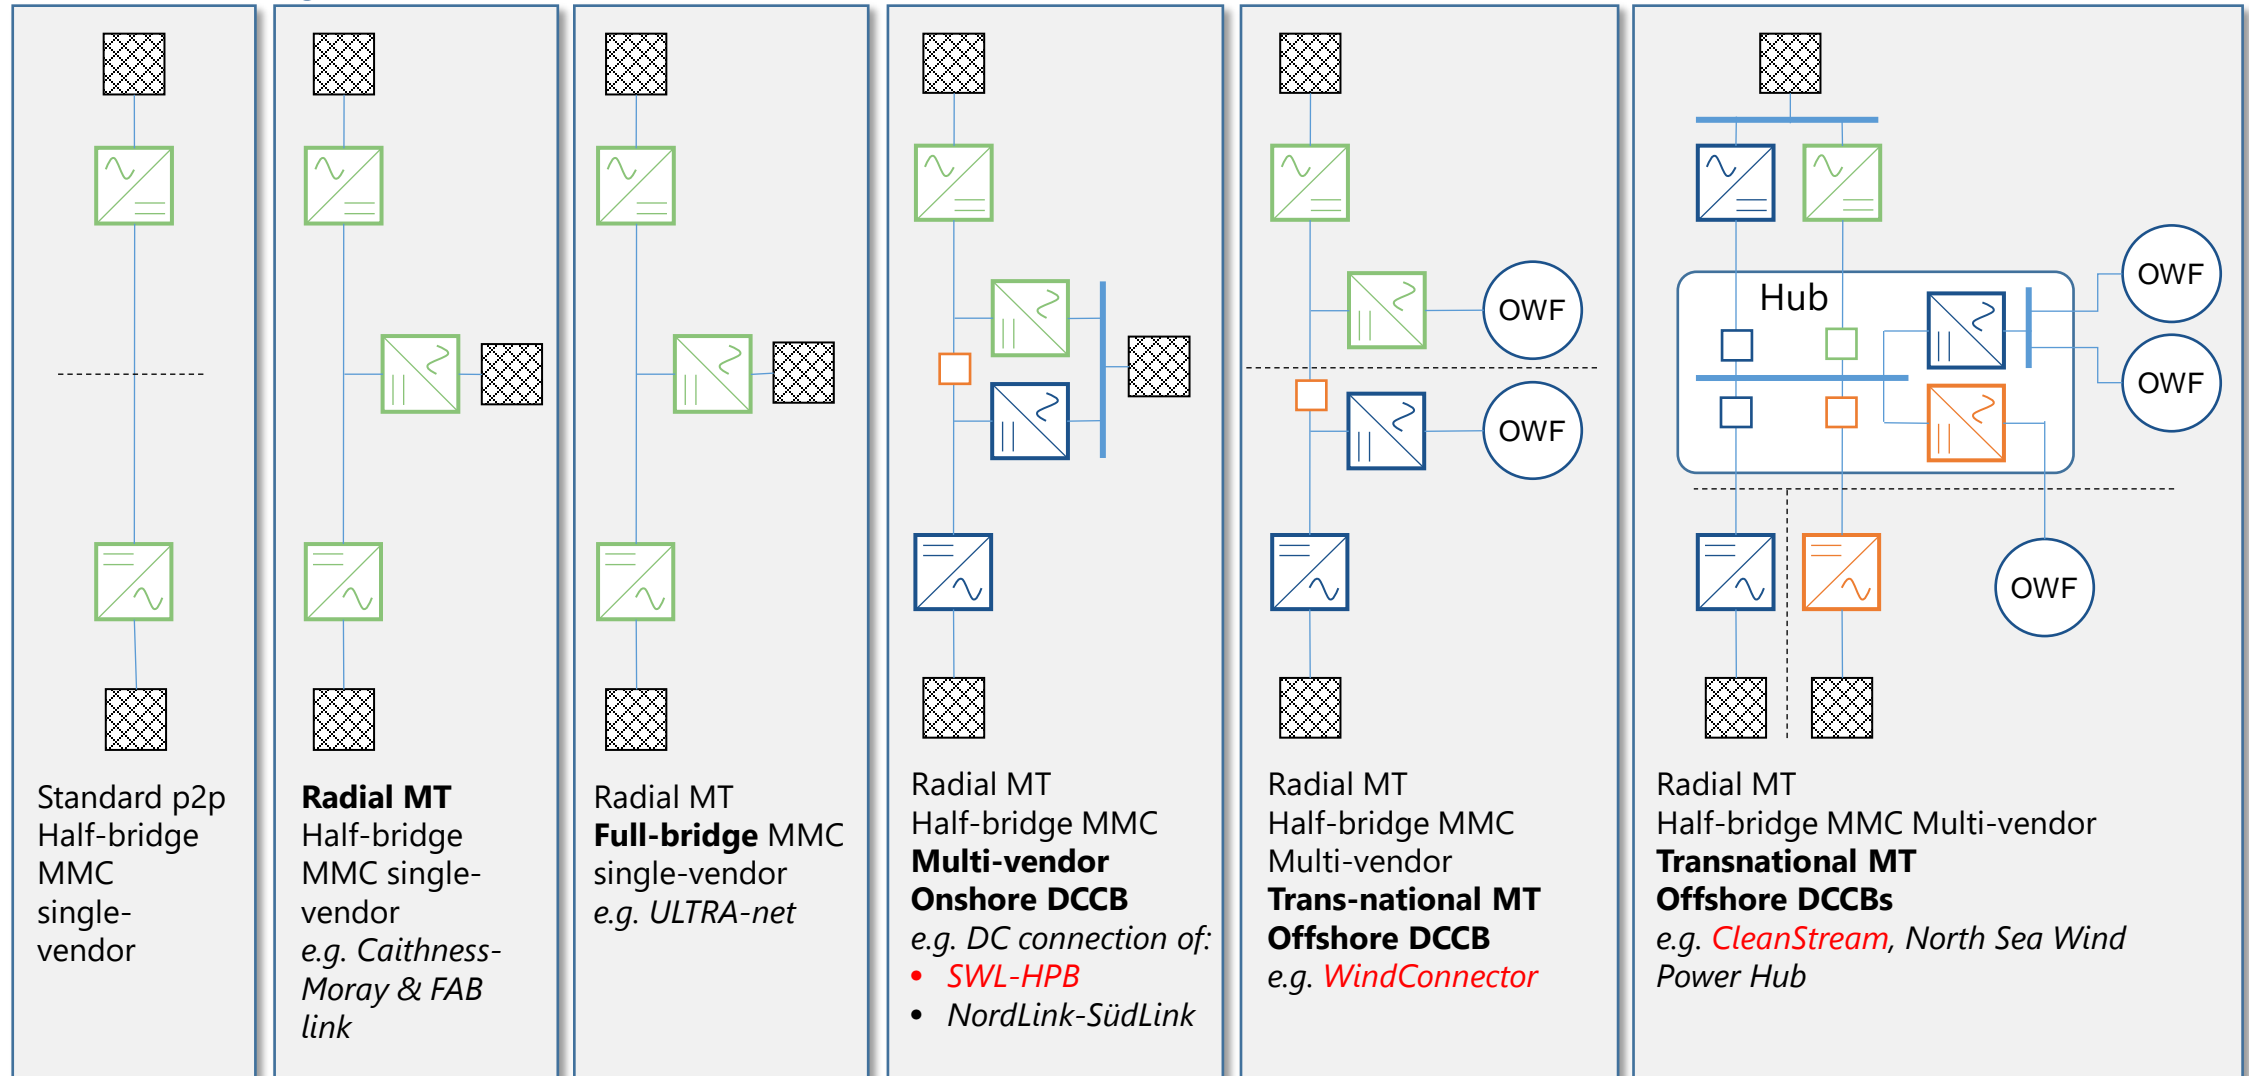 Standard p2p
Half-bridge
MMC
single-
vendor
Radial MT
Half-bridge
MMC single-
vendor
e.g. Caithness-
Moray & FAB
link
Radial MT
Full-bridge MMC
single-vendor
e.g. ULTRA-net
Radial MT
Half-bridge MMC
Multi-vendor
Onshore DCCB
e.g. DC connection of:
• SWL-HPB
• NordLink-SüdLink
OWF
OWF
Radial MT
Half-bridge MMC
Multi-vendor
Trans-national MT
Offshore DCCB
e.g. WindConnector
Hub
OWF
OWF
OWF
Radial MT
Half-bridge MMC Multi-vendor
Transnational MT
Offshore DCCBs
e.g. CleanStream, North Sea Wind
Power Hub